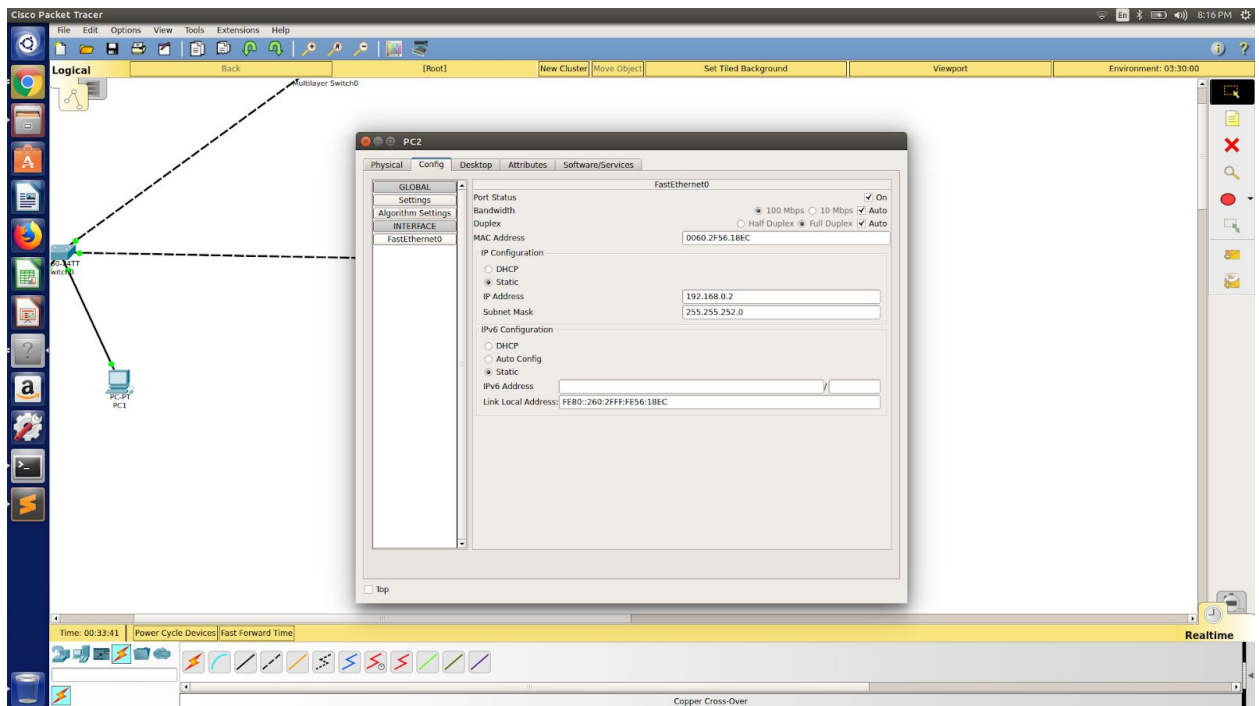 Cisco Packet Tracer En 8:16 PM
File Edit Options View Tools Extensions Help
Logical Back [Root] New Cluster Move Object Set Tiled Background Viewport Environment: 03:30:00
Multilayer Switch0
PC2
Physical Config Desktop Attributes Software/Services
GLOBAL
Settings
Algorithm Settings
INTERFACE
FastEthernet0
FastEthernet0
Port Status On
Bandwidth 100 Mbps 10 Mbps Auto
Duplex Half Duplex Full Duplex Auto
MAC Address 0060.2F56.18EC
IP Configuration
DHCP
Static
IP Address 192.168.0.2
Subnet Mask 255.255.252.0
IPv6 Configuration
DHCP
Auto Config
Static
IPv6 Address /
Link Local Address: FE80::260:2FFF:FE56:18EC
Top
PC-PT
PC1
Time: 00:33:41 Power Cycle Devices Fast Forward Time Realtime
Copper Cross-Over